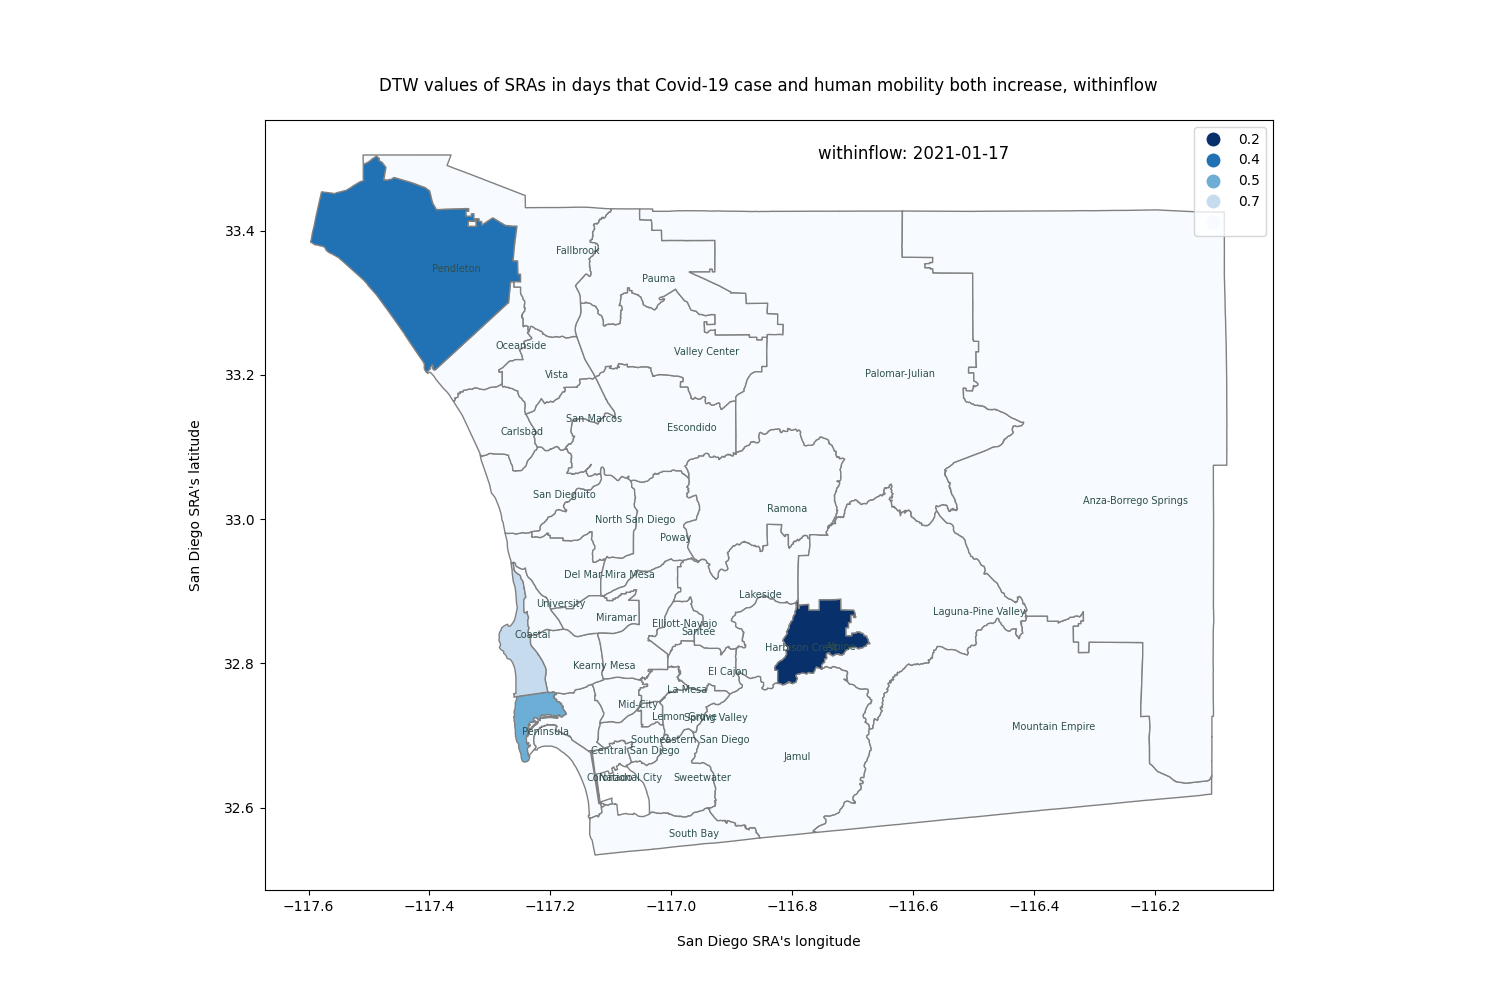 DTW values of SRAs in days that Covid-19 case and human mobility both increase, withinflow
withinflow: 2021-01-17
0.2
0.4
0.5
0.7
San Diego SRA's latitude
33.4
33.2
33.0
32.8
32.6
Fallbrook
Pendleton
Pauma
Oceanside
Valley Center
Vista
Palomar-Julian
San Marcos
Carlsbad
Escondido
San Dieguito
Anza-Borrego Springs
Ramona
North San Diego
Poway
Del Mar-Mira Mesa
Lakeside
University
Laguna-Pine Valley
Miramar
Elliott-Navajo
Santee
Coastal
Harbison Crest
Kearny Mesa
El Cajon
La Mesa
Mid-City
Lemon Grove
Spring Valley
Mountain Empire
Peninsula
Southeastern San Diego
Central San Diego
Jamul
Coronado
National City
Sweetwater
South Bay
−117.6
−117.4
−117.2
−117.0
−116.8
−116.6
−116.4
−116.2
San Diego SRA's longitude